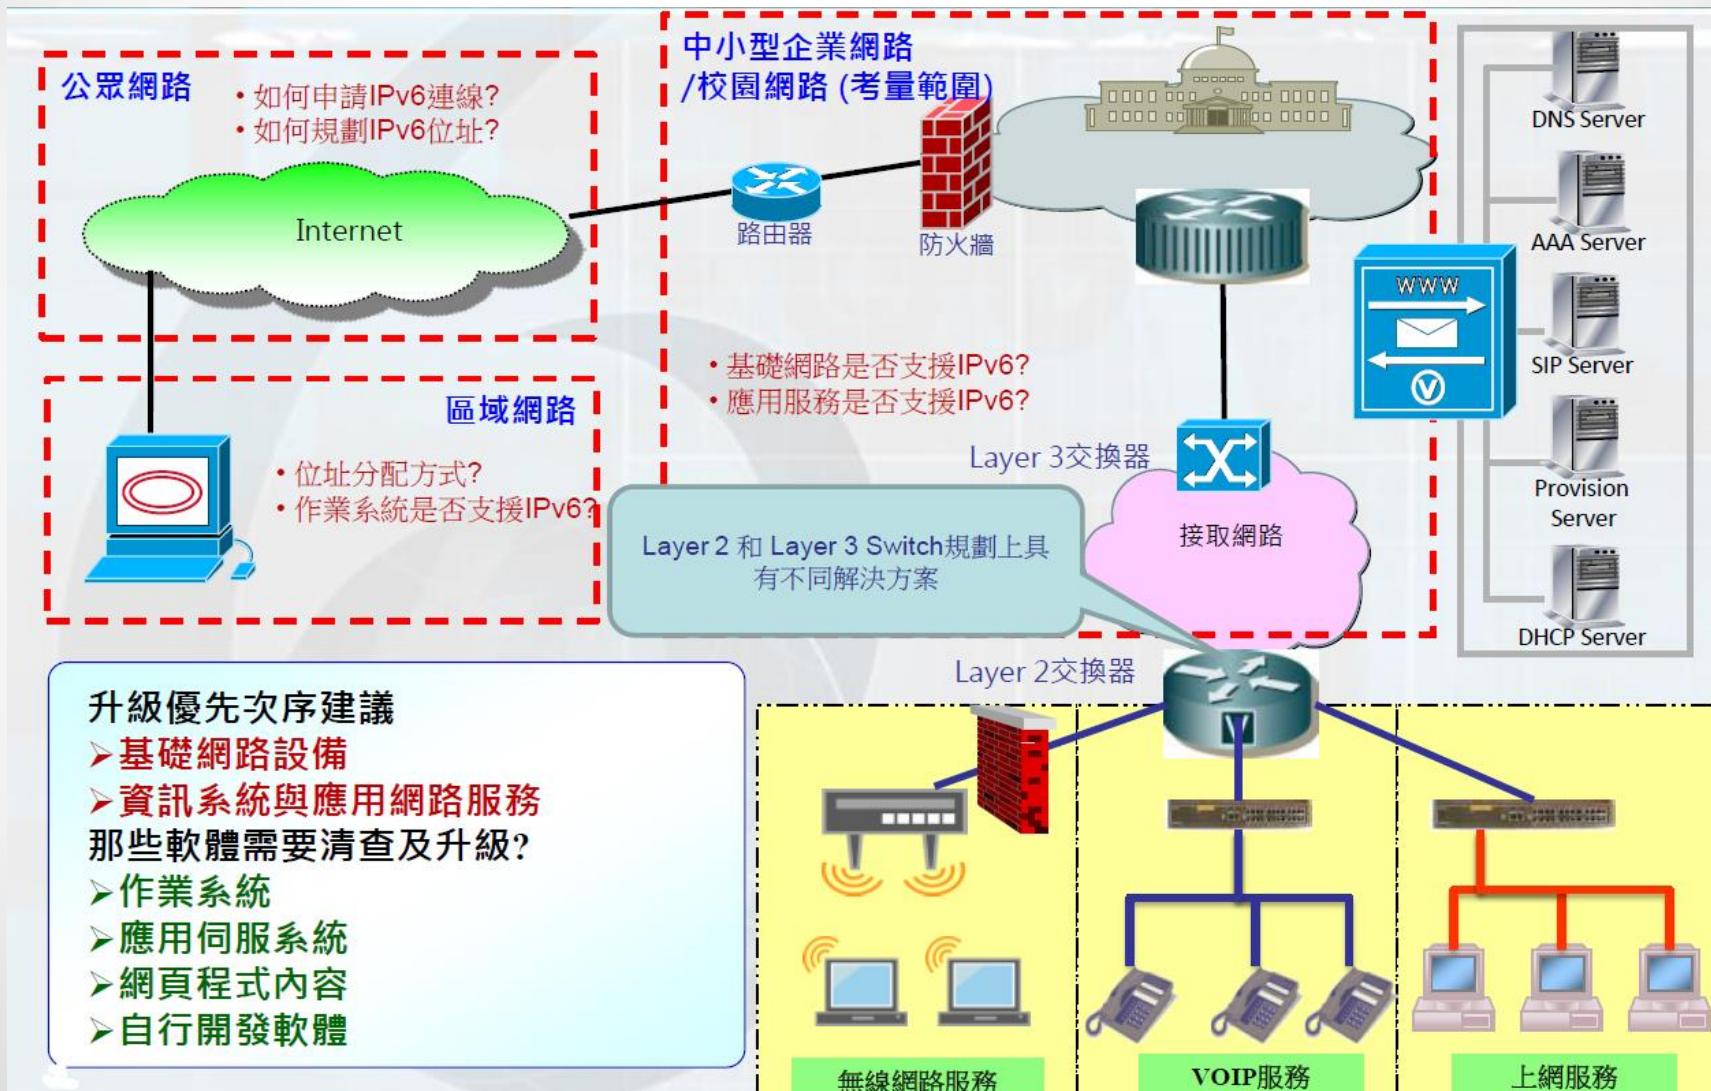 公眾網路
• 如何申請IPv6連線?
• 如何規劃IPv6位址?
Internet
區域網路
• 位址分配方式?
• 作業系統是否支援IPv6?
中小型企業網路
/校園網路 (考量範圍)
路由器
防火牆
• 基礎網路是否支援IPv6?
• 應用服務是否支援IPv6?
Layer 3交換器
接取網路
Layer 2 和 Layer 3 Switch規劃上具
有不同解決方案
Layer 2交換器
WWW
V
DNS Server
AAA Server
SIP Server
Provision
Server
DHCP Server
升級優先次序建議
➢基礎網路設備
➢資訊系統與應用網路服務
那些軟體需要清查及升級?
➢作業系統
➢應用伺服系統
➢網頁程式內容
➢自行開發軟體
V
無線網路服務
VOIP服務
上網服務